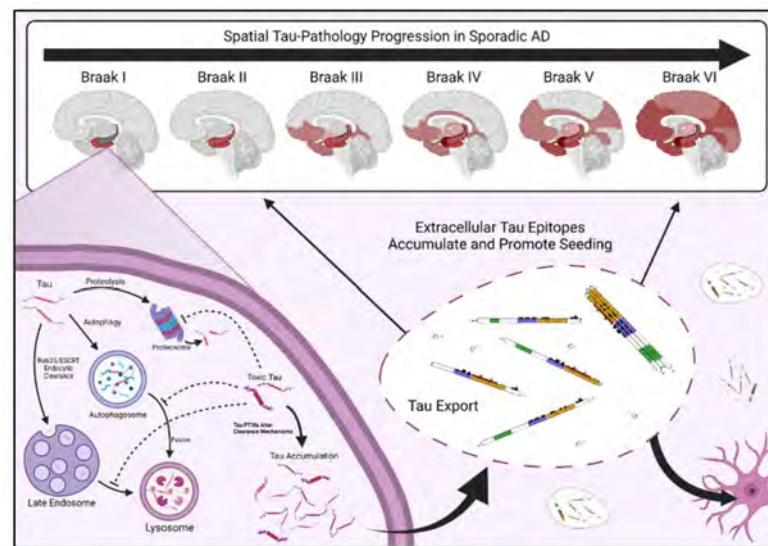 Spatial Tau-Pathology Progression in Sporadic AD
Braak I
Braak II
Braak III
Braak IV
Braak V
Braak VI
Extracellular Tau Epitopes
Accumulate and Promote Seeding
Tau
Proteolysis
Autophagy
Proteosome
Rab35/ESCRT
Endocytic
Clearance
Toxic Tau
Autophagosome
Tau PTMs Alter
Clearance Mechanisms
Fusion
Tau Export
Tau Accumulation
Late Endosome
Lysosome